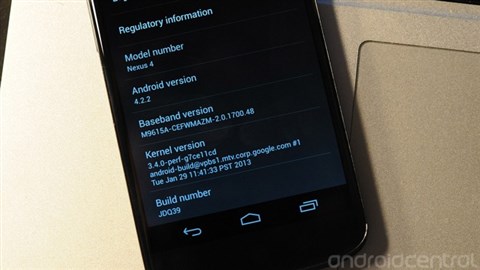 Regulatory information
Model number
Nexus 4
Android version
4.2.2
Baseband version
M9615A-CEFWMAZM-2.0.1700.48
Kernel version
3.4.0-perf-g7ce11cd
android-build@vpbs1.mtv.corp.google.com #1
Tue Jan 29 11:41:33 PST 2013
Build number
JDQ39
androidcentral